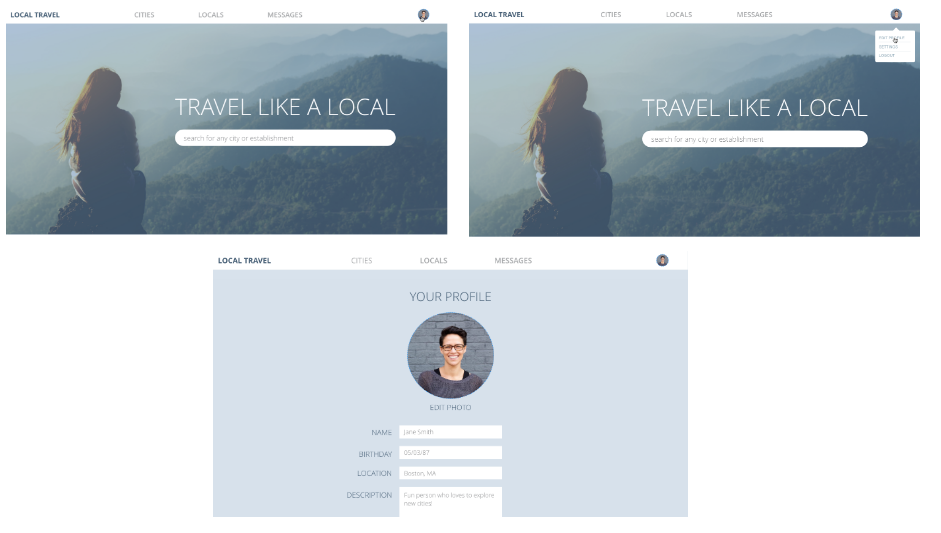 LOCAL TRAVEL CITIES LOCALS MESSAGES
TRAVEL LIKE A LOCAL
search for any city or establishment
LOCAL TRAVEL CITIES LOCALS MESSAGES
EDIT PROFILE
SETTINGS
LOGOUT
TRAVEL LIKE A LOCAL
search for any city or establishment
LOCAL TRAVEL CITIES LOCALS MESSAGES
YOUR PROFILE
EDIT PHOTO
NAME Jane Smith
BIRTHDAY 05/03/87
LOCATION Boston, MA
DESCRIPTION Fun person who loves to explore
new cities!